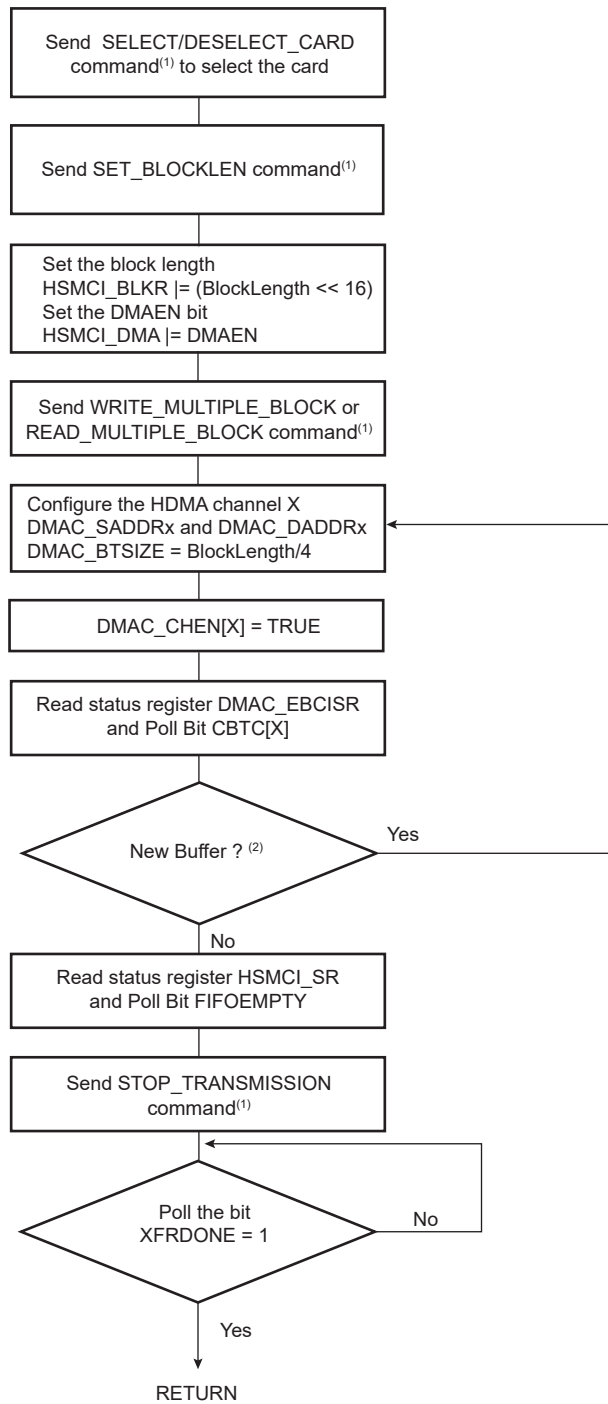 Send SELECT/DESELECT_CARD
command(1) to select the card
Send SET_BLOCKLEN command(1)
Set the block length
HSMCI_BLKR |= (BlockLength << 16)
Set the DMAEN bit
HSMCI_DMA |= DMAEN
Send WRITE_MULTIPLE_BLOCK or
READ_MULTIPLE_BLOCK command(1)
Configure the HDMA channel X
DMAC_SADDRx and DMAC_DADDRx
DMAC_BTSIZE = BlockLength/4
DMAC_CHEN[X] = TRUE
Read status register DMAC_EBCISR
and Poll Bit CBTC[X]
New Buffer ? (2)
Yes
No
Read status register HSMCI_SR
and Poll Bit FIFOEMPTY
Send STOP_TRANSMISSION
command(1)
Poll the bit
XFRDONE = 1
No
Yes
RETURN